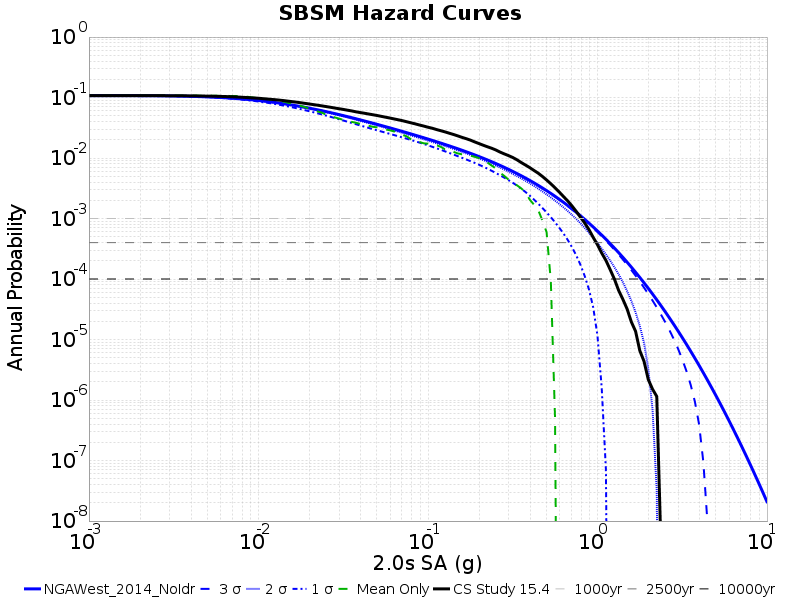 SBSM Hazard Curves
10^0
10^-1
10^-2
10^-3
10^-4
10^-5
10^-6
10^-7
10^-8
Annual Probability
10^-3 10^-2 10^-1 10^0 10^1
2.0s SA (g)
NGAWest_2014_NoIdr 3 σ 2 σ 1 σ Mean Only CS Study 15.4 1000yr 2500yr 10000yr